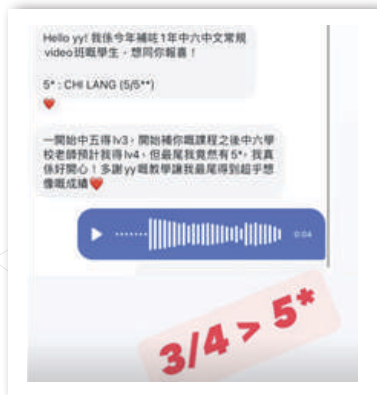 Hello yy! 我係今年補咗1年中六中文常規
video班嘅學生，想同你報喜！
5* : CHI LANG (5/5**)
一開始中五得lv3，開始補你嘅課程之後中六學
校老師預計我得lv4，但最尾我竟然有5*，我真
係好開心！多謝yy嘅教學讓我最尾得到超乎想
像嘅成績
0:04
3/4 > 5*